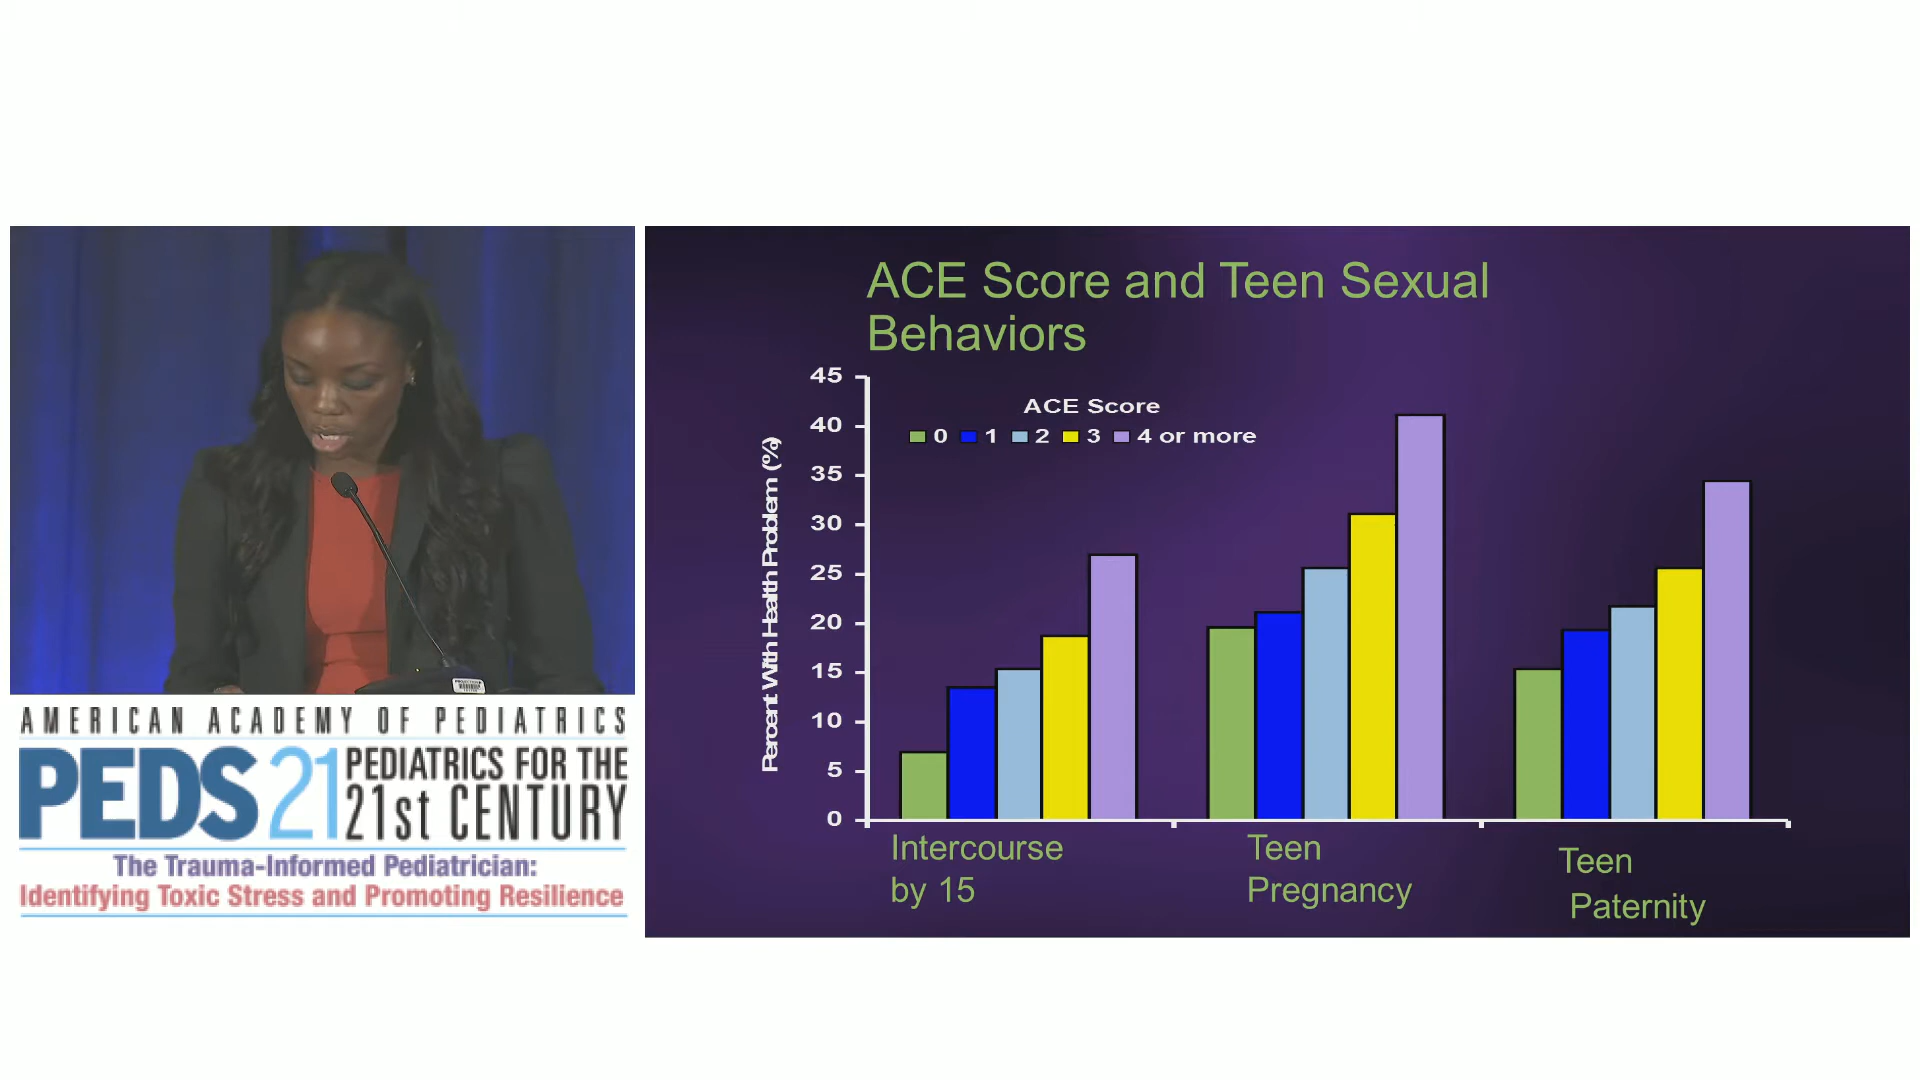 ACE Score and Teen Sexual
Behaviors
Percent With Health Problem (%)
45
40
35
30
25
20
15
10
5
0
ACE Score
0 1 2 3 4 or more
Intercourse
by 15
Teen
Pregnancy
Teen
Paternity
AMERICAN ACADEMY OF PEDIATRICS
PEDS 21 PEDIATRICS FOR THE
21st CENTURY
The Trauma-Informed Pediatrician:
Identifying Toxic Stress and Promoting Resilience